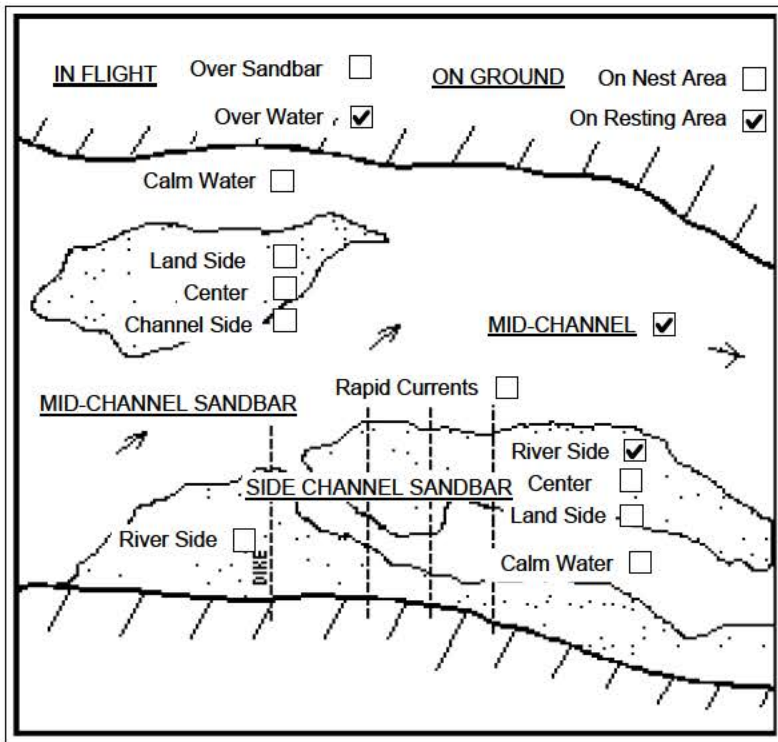 IN FLIGHT Over Sandbar ON GROUND On Nest Area
Over Water On Resting Area
Calm Water
Land Side
Center
Channel Side
MID-CHANNEL
Rapid Currents
MID-CHANNEL SANDBAR
River Side
SIDE CHANNEL SANDBAR Center
Land Side
River Side
DIKE
Calm Water